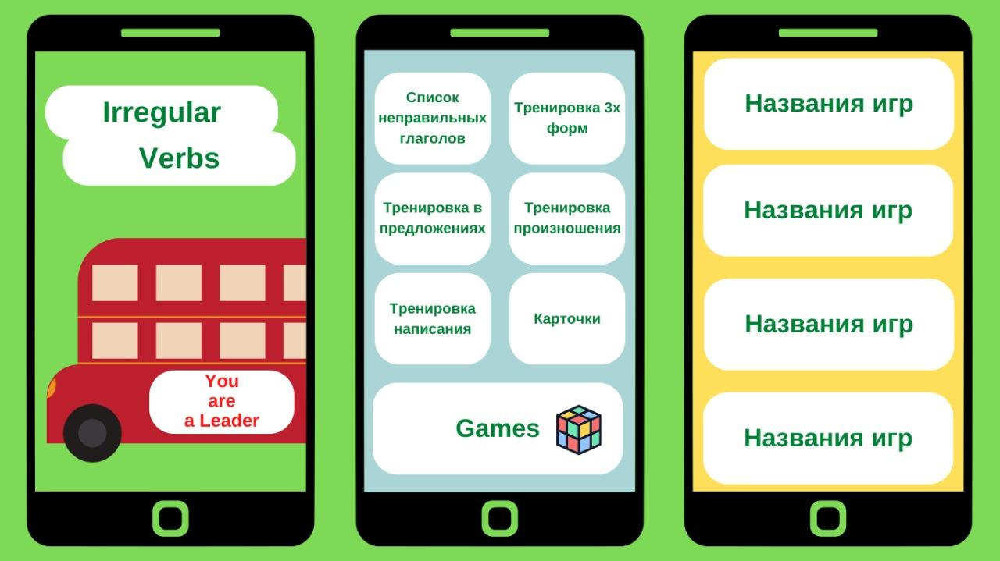 Irregular
Verbs
You
are
a Leader
Список
неправильных
глаголов
Тренировка 3х
форм
Тренировка в
предложениях
Тренировка
произношения
Тренировка
написания
Карточки
Games
Названия игр
Названия игр
Названия игр
Названия игр